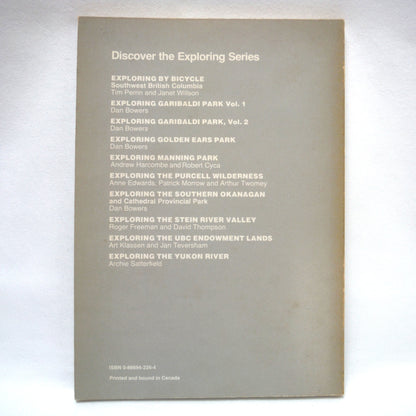 Discover the Exploring Series
EXPLORING BY BICYCLE
Southwest British Columbia
Tim Perrin and Janet Wilson
EXPLORING GARIBALDI PARK Vol. 1
Dan Bowers
EXPLORING GARIBALDI PARK, Vol. 2
Dan Bowers
EXPLORING GOLDEN EARS PARK
Dan Bowers
EXPLORING MANNING PARK
Andrew Harcombe and Robert Cyca
EXPLORING THE PURCELL WILDERNESS
Anne Edwards, Patrick Morrow and Arthur Twomey
EXPLORING THE SOUTHERN OKANAGAN
and Cathedral Provincial Park
Dan Bowers
EXPLORING THE STEIN RIVER VALLEY
Roger Freeman and David Thompson
EXPLORING THE UBC ENDOWMENT LANDS
Art Klassen and Jan Teversham
EXPLORING THE YUKON RIVER
Archie Satterfield
ISBN 0-88894-224-4
Printed and bound in Canada